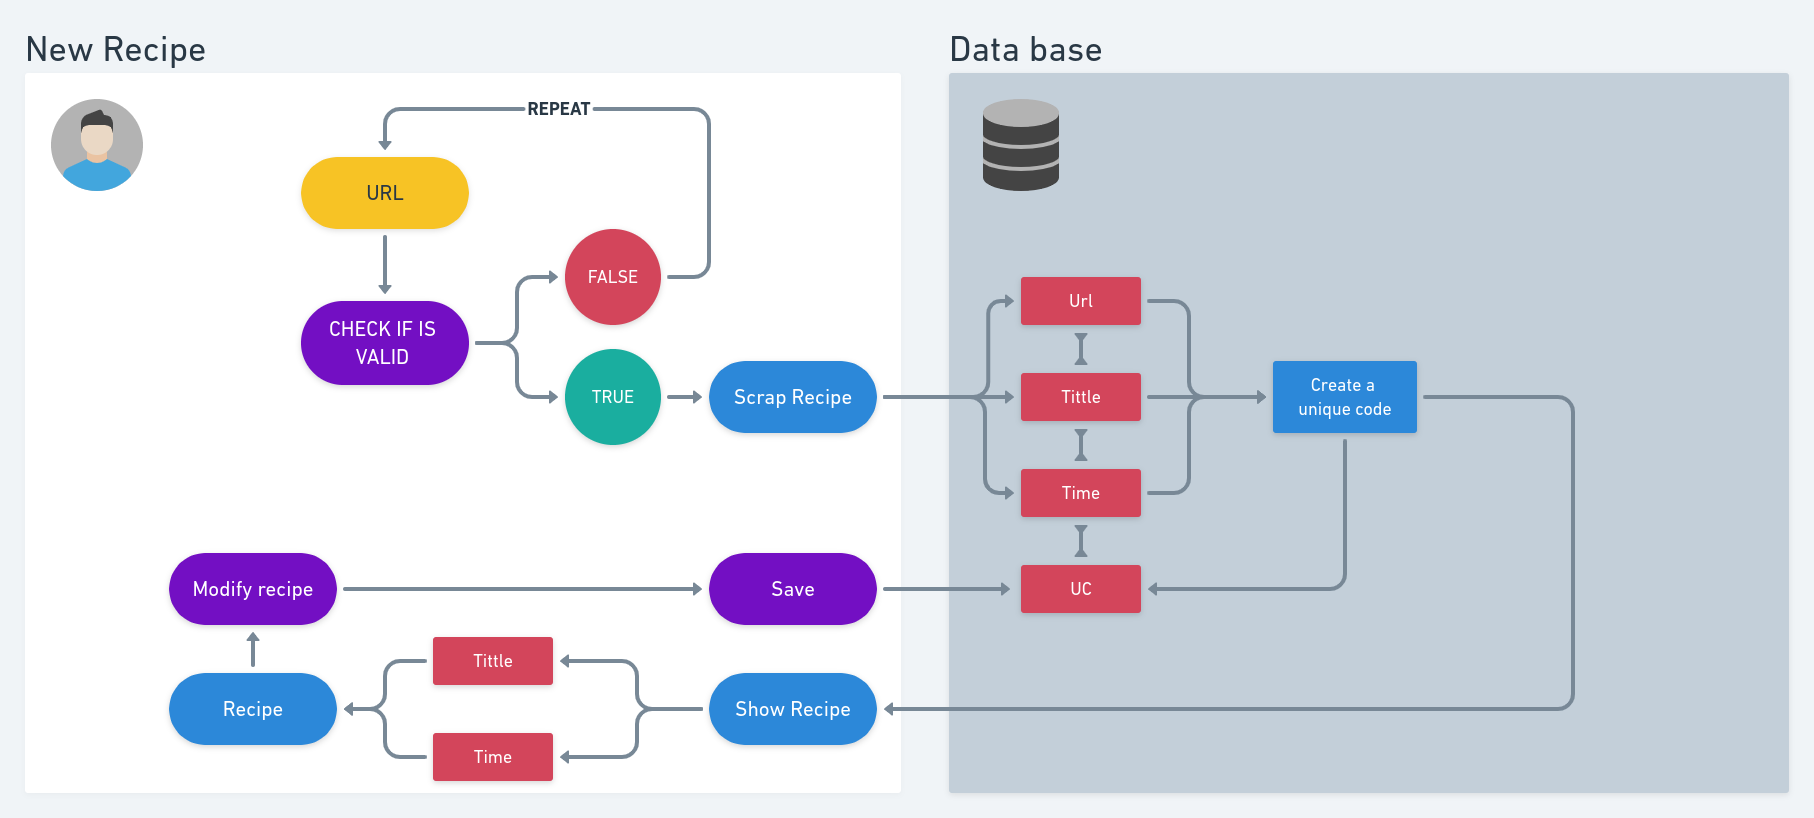 New Recipe
Data base
REPEAT
URL
FALSE
CHECK IF IS
VALID
TRUE
Scrap Recipe
Url
Tittle
Time
UC
Create a
unique code
Modify recipe
Save
Tittle
Recipe
Show Recipe
Time